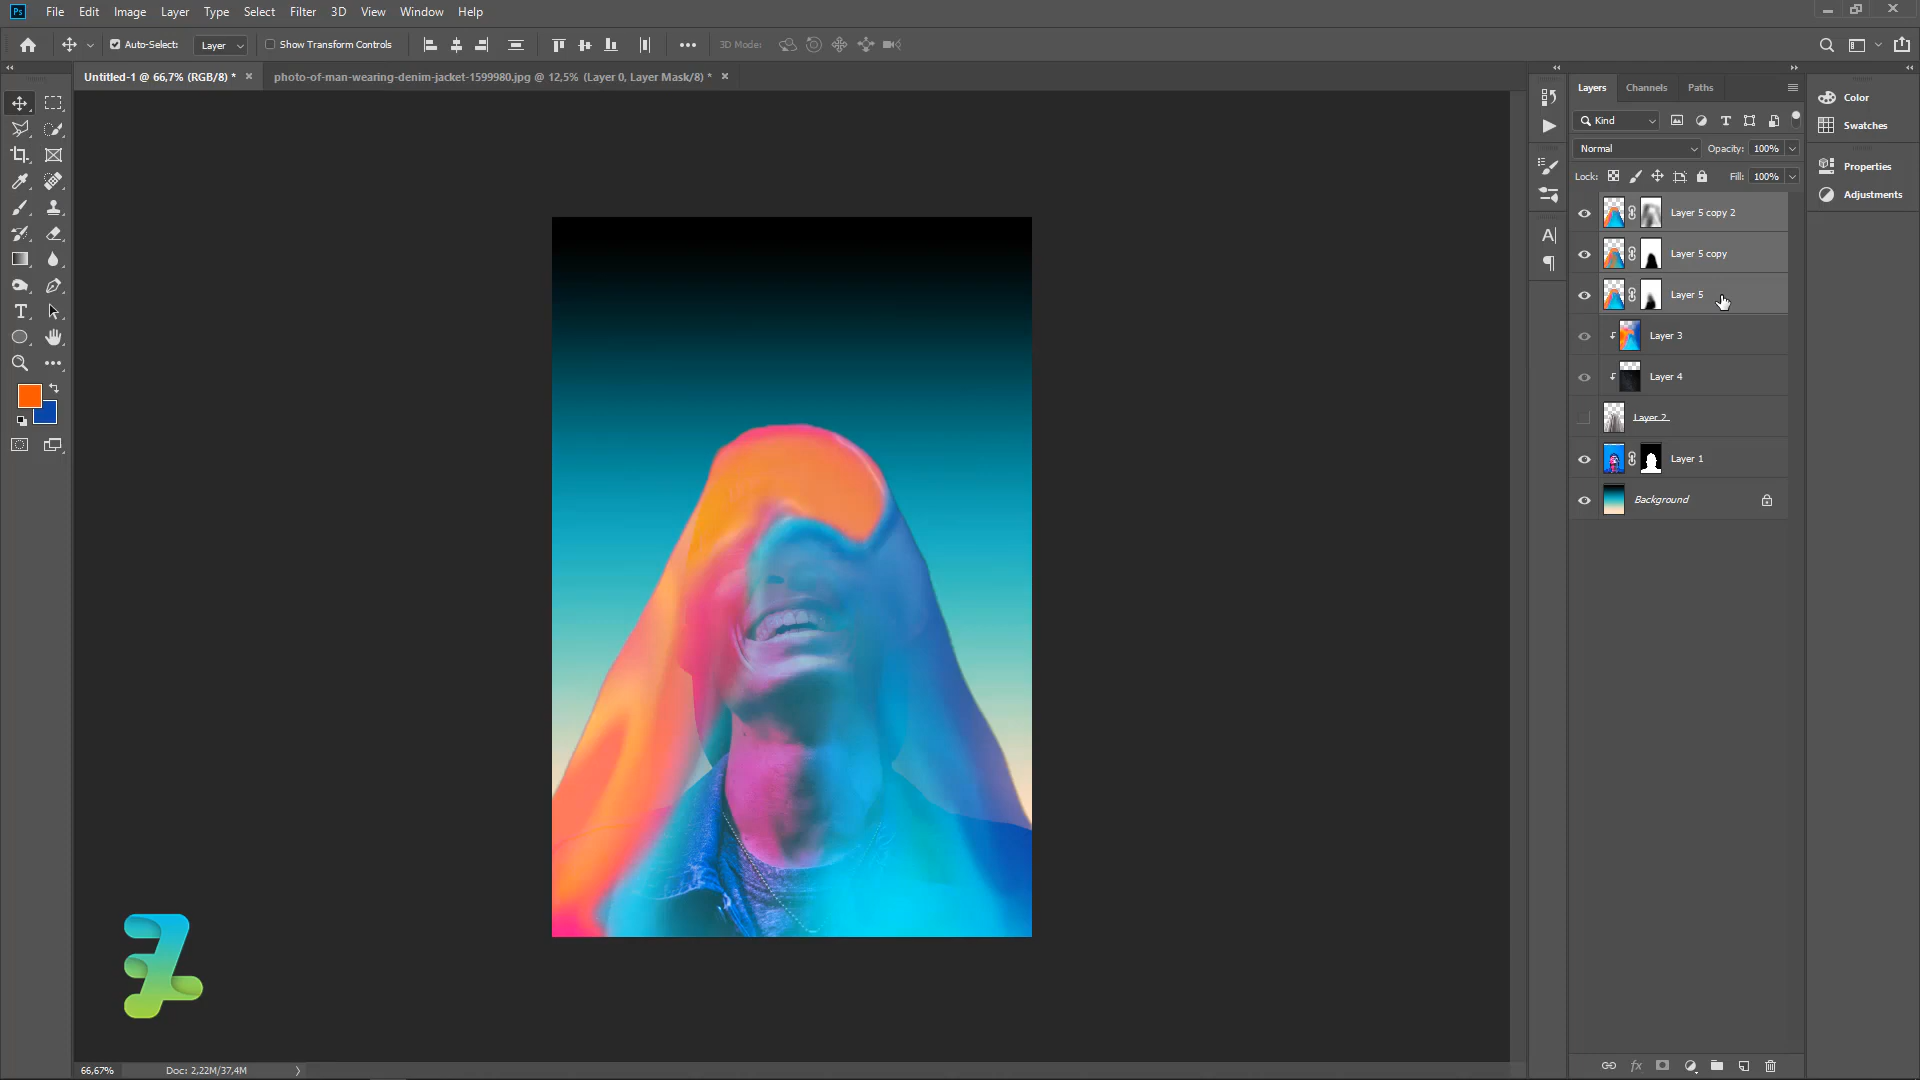 Ps File Edit Image Layer Type Select Filter 3D View Window Help
Auto-Select: Layer Show Transform Controls 3D Mode:
Untitled-1 @ 66,7% (RGB/8) * photo-of-man-wearing-denim-jacket-1599980.jpg @ 12,5% (Layer 0, Layer Mask/8) *
Layers Channels Paths
Color
Kind
Swatches
Normal Opacity: 100%
Properties
Lock: Fill: 100%
Adjustments
Layer 5 copy 2
Layer 5 copy
Layer 5
Layer 3
Layer 4
Layer 2
Layer 1
Background
66,67% Doc: 2,22M/37,4M